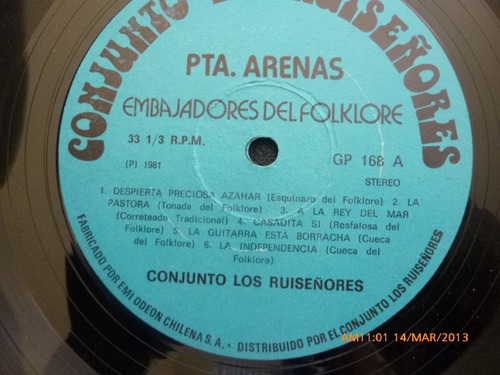 CONJUNTO LOS RUISEÑORES
PTA. ARENAS
EMBAJADORES DEL FOLKLORE
33 1/3 R.P.M.
GP 168 A
(P) 1981
STEREO
1. DESPIERTA PRECIOSA AZAHAR (Esquinazo del Folklore) 2. LA
PASTORA (Tonada del Folklore) 3. A LA REY DEL MAR
(Correteado Tradicional) 4. CASADITA SI (Resfalosa del
Folklore) 5. LA GUITARRA ESTA BORRACHA (Cueca
del Folklore) 6. LA INDEPENDENCIA (Cueca del
Folklore)
CONJUNTO LOS RUISEÑORES
FABRICADO POR EMI ODEON CHILENA S.A. - DISTRIBUIDO POR EL CONJUNTO LOS RUISEÑORES
AM11:01 14/MAR/2013